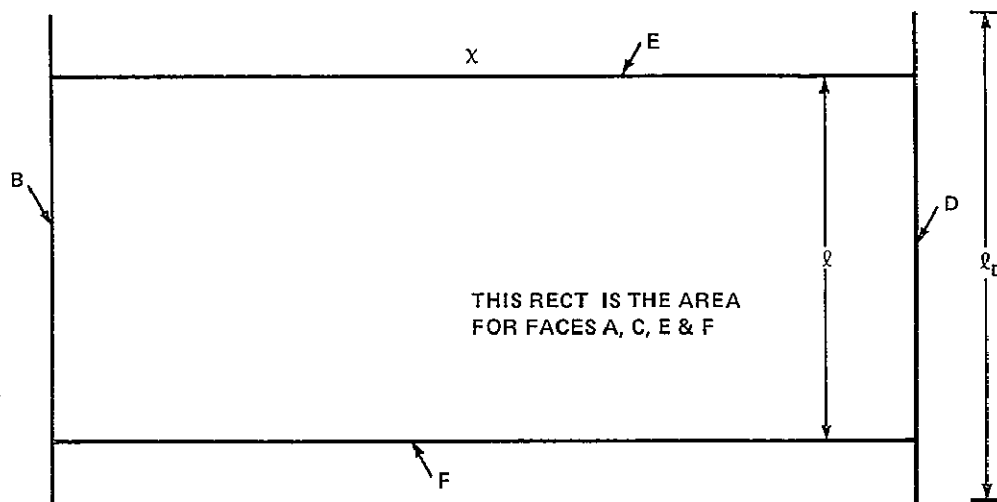 E
χ
B
D
ℓ
THIS RECT IS THE AREA
FOR FACES A, C, E & F
F